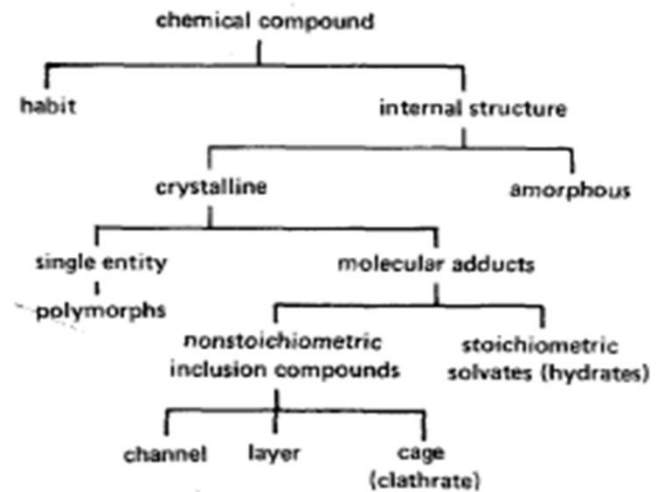 chemical compound
habit
internal structure
crystalline
amorphous
single entity
molecular adducts
polymorphs
nonstoichiometric
inclusion compounds
stoichiometric
solvates (hydrates)
channel
layer
cage
(clathrate)